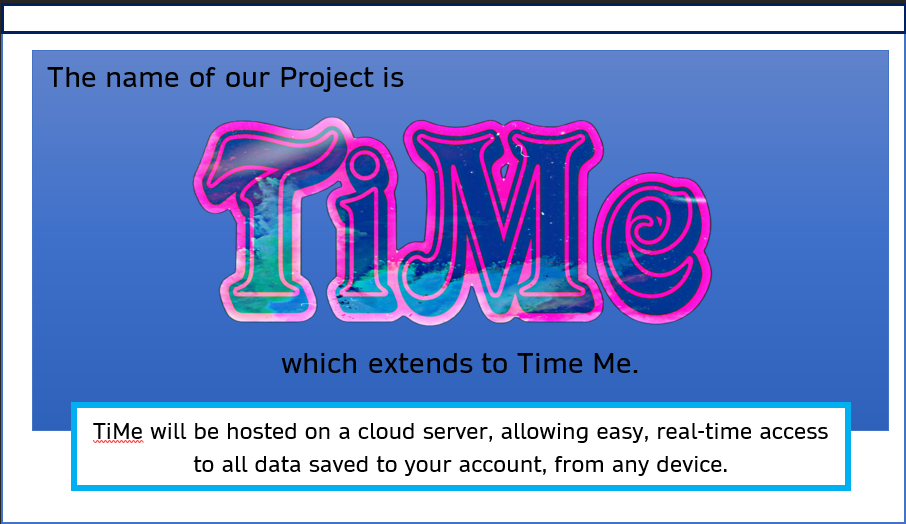 The name of our Project is
TiMe
which extends to Time Me.
TiMe will be hosted on a cloud server, allowing easy, real-time access
to all data saved to your account, from any device.